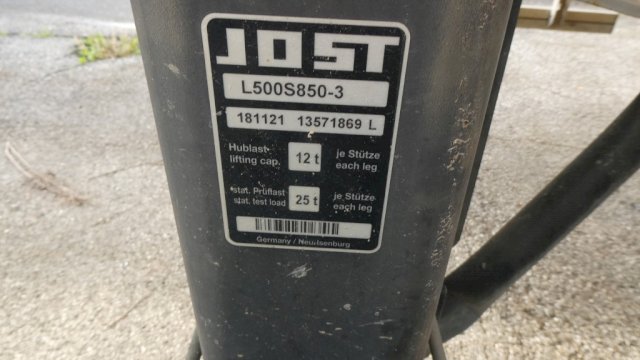 JOST
L500S850-3
181121 13571869 L
Hublast lifting cap. 12 t je Stütze each leg
stat. Prüflast stat. test load 25 t je Stütze each leg
Germany / Neu-Isenburg